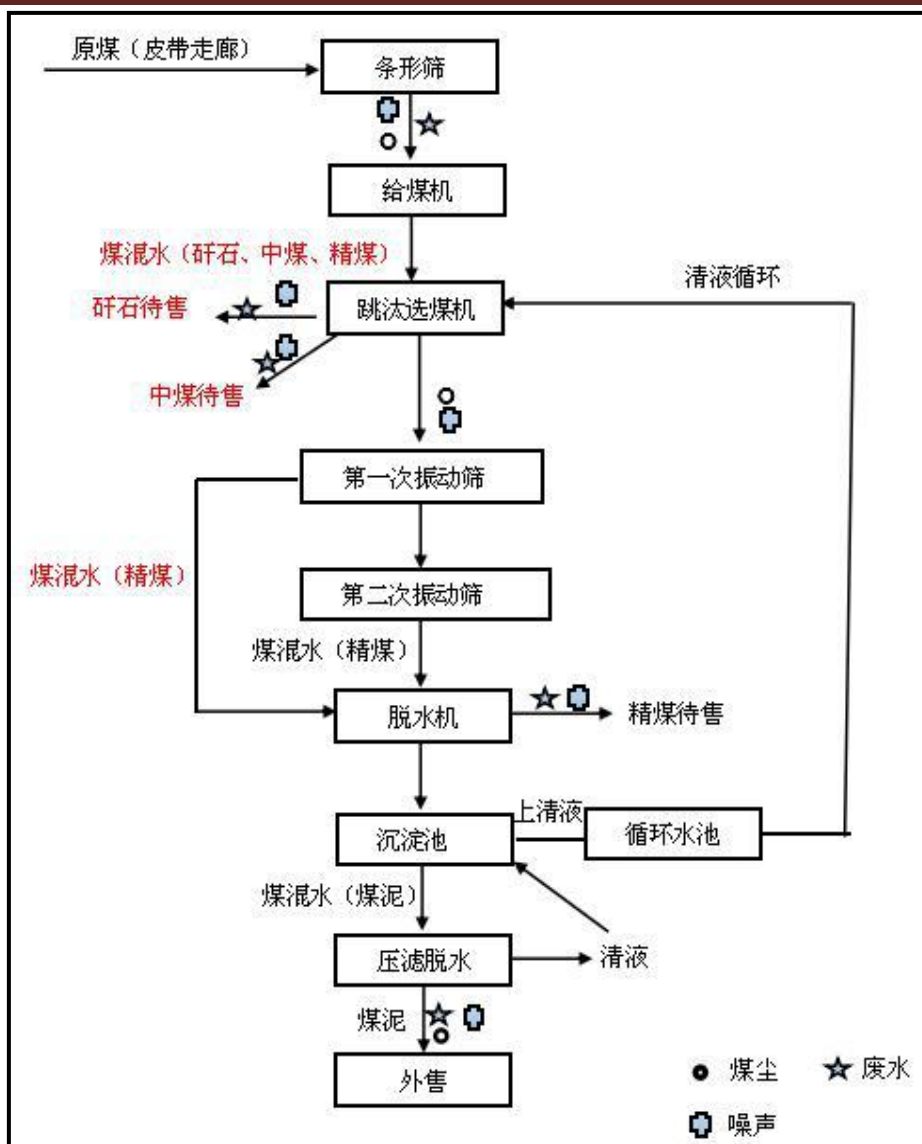 原煤（皮带走廊）
条形筛
给煤机
煤混水（矸石、中煤、精煤）
清液循环
矸石待售
跳汰选煤机
中煤待售
第一次振动筛
煤混水（精煤）
第二次振动筛
煤混水（精煤）
脱水机
精煤待售
上清液
沉淀池
循环水池
煤混水（煤泥）
压滤脱水
清液
煤泥
外售
煤尘
废水
噪声